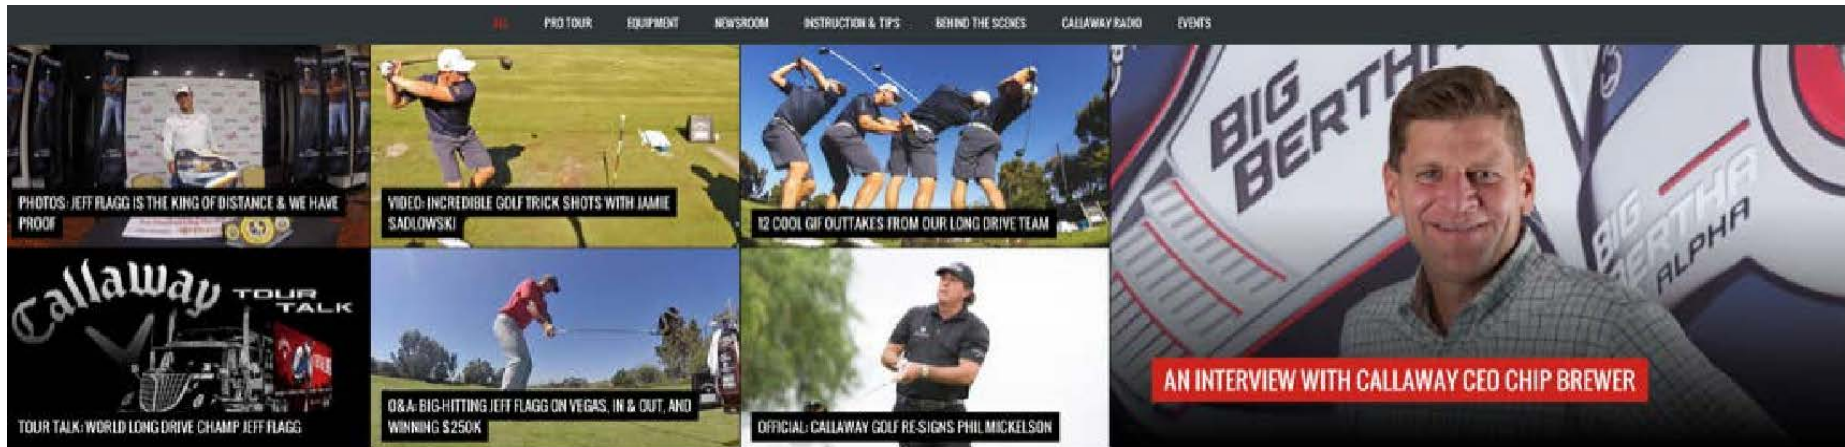 ALL PRO TOUR EQUIPMENT NEWSROOM INSTRUCTION & TIPS BEHIND THE SCENES CALLAWAY RADIO EVENTS
PHOTOS: JEFF FLAGG IS THE KING OF DISTANCE & WE HAVE
PROOF
VIDEO: INCREDIBLE GOLF TRICK SHOTS WITH JAMIE
SADLOWSKI
12 COOL GIF OUTTAKES FROM OUR LONG DRIVE TEAM
BIG
BERTHA
BIG
BERTHA
ALPHA
AN INTERVIEW WITH CALLAWAY CEO CHIP BREWER
Callaway TOUR
TALK
TOUR TALK: WORLD LONG DRIVE CHAMP JEFF FLAGG
Q&A: BIG-HITTING JEFF FLAGG ON VEGAS, IN & OUT, AND
WINNING $250K
OFFICIAL: CALLAWAY GOLF RE-SIGNS PHIL MICKELSON